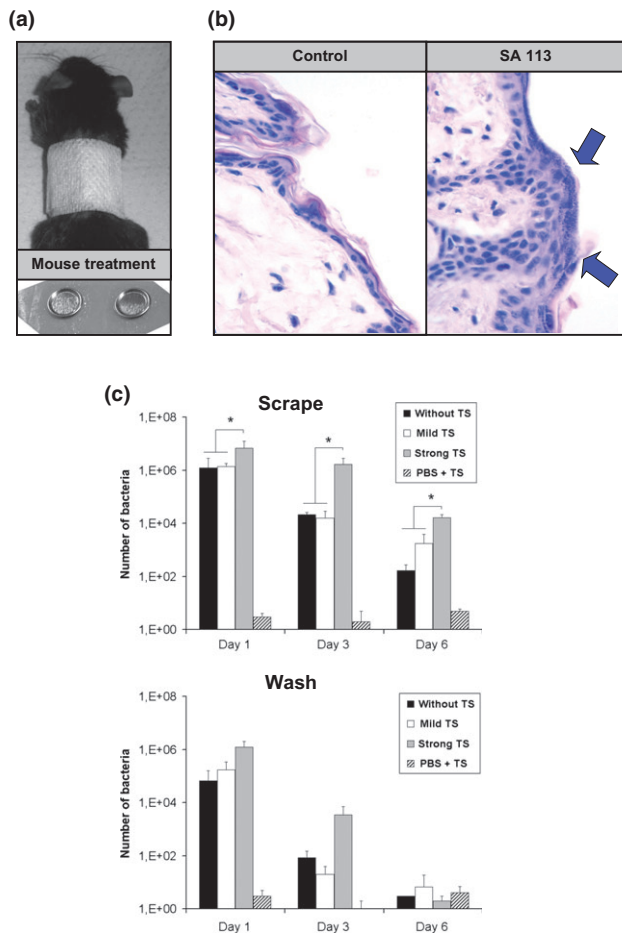 (a)
Mouse treatment
(b)
Control
SA 113
(c)
Scrape
Number of bacteria
1,E+08
1,E+06
1,E+04
1,E+02
1,E+00
* * *
Without TS
Mild TS
Strong TS
PBS + TS
Day 1 Day 3 Day 6
Wash
Number of bacteria
1,E+08
1,E+06
1,E+04
1,E+02
1,E+00
Without TS
Mild TS
Strong TS
PBS + TS
Day 1 Day 3 Day 6